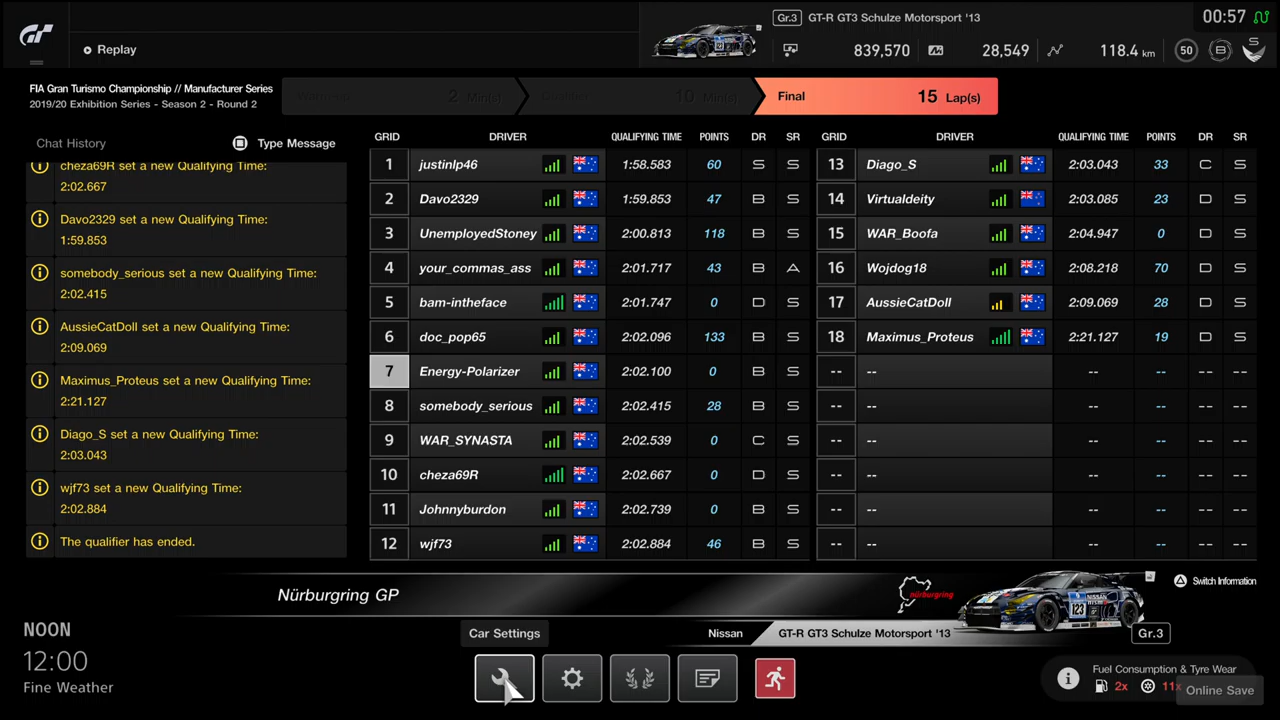 Replay
Gr.3 GT-R GT3 Schulze Motorsport '13
00:57
839,570 28,549 118.4 km 50 B S
FIA Gran Turismo Championship // Manufacturer Series
2019/20 Exhibition Series - Season 2 - Round 2
2 Min(s)
10 Min(s)
Final 15 Lap(s)
Chat History Type Message
cheza69R set a new Qualifying Time:
2:02.667
Davo2329 set a new Qualifying Time:
1:59.853
somebody_serious set a new Qualifying Time:
2:02.415
AussieCatDoll set a new Qualifying Time:
2:09.069
Maximus_Proteus set a new Qualifying Time:
2:21.127
Diago_S set a new Qualifying Time:
2:03.043
wjf73 set a new Qualifying Time:
2:02.884
The qualifier has ended.
GRID DRIVER QUALIFYING TIME POINTS DR SR
1 justinlp46 1:58.583 60 S S
2 Davo2329 1:59.853 47 B S
3 UnemployedStoney 2:00.813 118 B S
4 your_commas_ass 2:01.717 43 B A
5 bam-intheface 2:01.747 0 D S
6 doc_pop65 2:02.096 133 B S
7 Energy-Polarizer 2:02.100 0 B S
8 somebody_serious 2:02.415 28 B S
9 WAR_SYNASTA 2:02.539 0 C S
10 cheza69R 2:02.667 0 D S
11 Johnnyburdon 2:02.739 0 B S
12 wjf73 2:02.884 46 B S
GRID DRIVER QUALIFYING TIME POINTS DR SR
13 Diago_S 2:03.043 33 C S
14 Virtualdeity 2:03.085 23 D S
15 WAR_Boofa 2:04.947 0 D S
16 Wojdog18 2:08.218 70 D S
17 AussieCatDoll 2:09.069 28 D S
18 Maximus_Proteus 2:21.127 19 D S
-- -- -- -- -- --
-- -- -- -- -- --
-- -- -- -- -- --
-- -- -- -- -- --
-- -- -- -- -- --
-- -- -- -- -- --
Nürburgring GP
nürburgring
123
Switch Information
NOON
12:00
Fine Weather
Car Settings
Nissan GT-R GT3 Schulze Motorsport '13
Gr.3
Fuel Consumption & Tyre Wear
2x 11x
Online Save